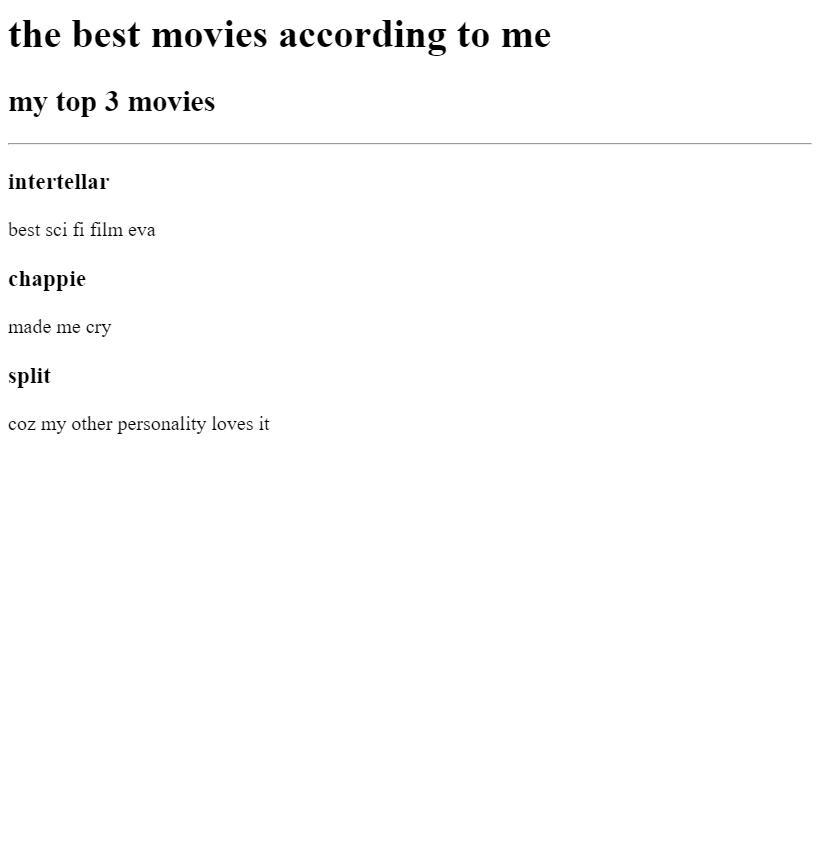 the best movies according to me
my top 3 movies
intertellar
best sci fi film eva
chappie
made me cry
split
coz my other personality loves it